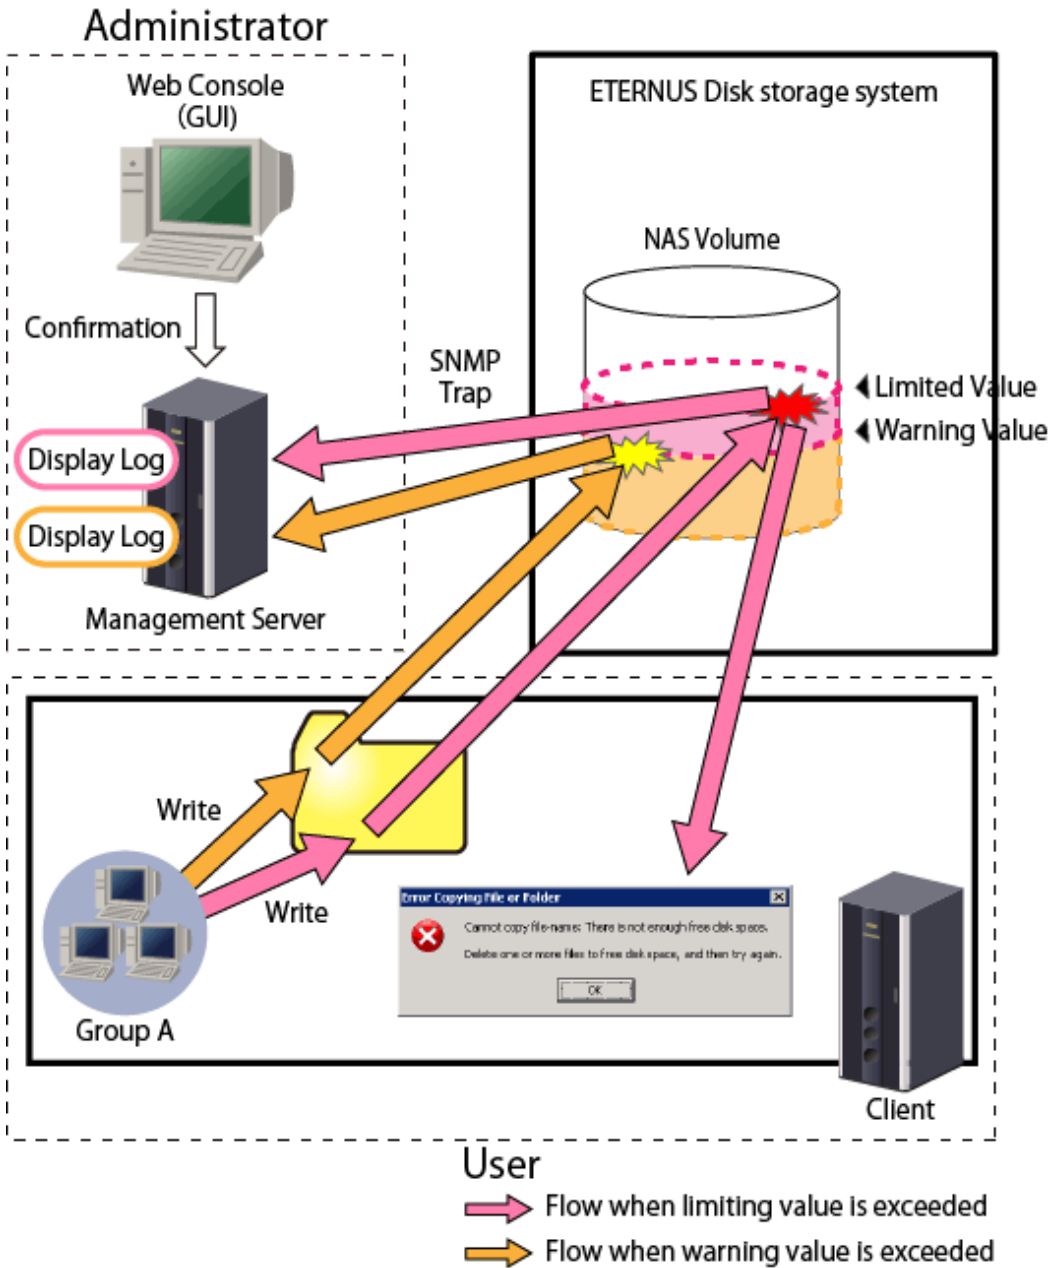 Administrator
Web Console
(GUI)
ETERNUS Disk storage system
NAS Volume
Confirmation
SNMP
Trap
Limited Value
Warning Value
Display Log
Display Log
Management Server
Write
Write
Group A
Error Copying File or Folder
Cannot copy file-name: There is not enough free disk space.
Delete one or more files to free disk space, and then try again.
OK
Client
User
Flow when limiting value is exceeded
Flow when warning value is exceeded